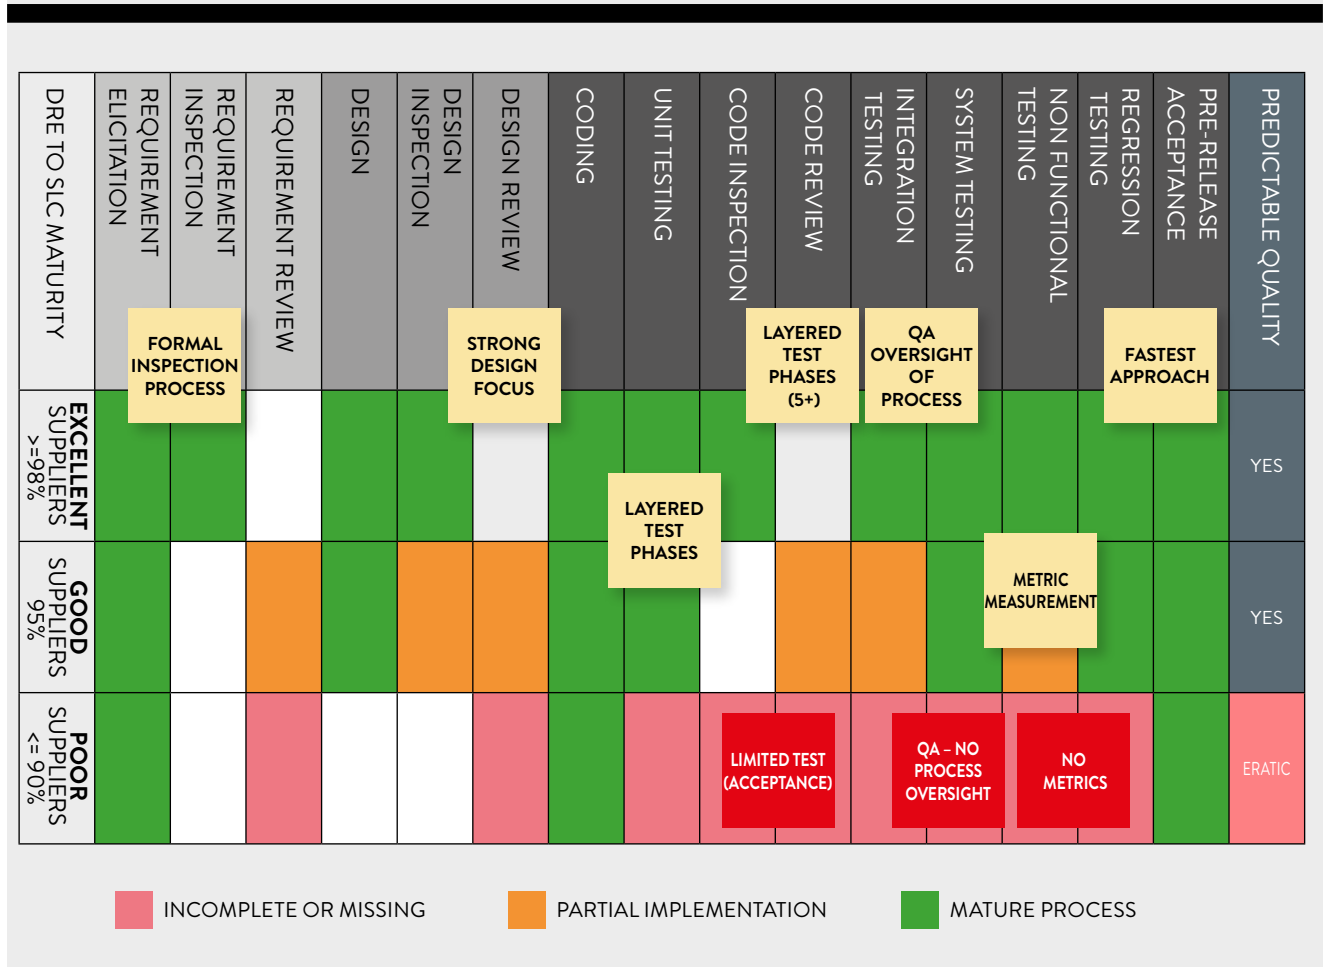 DRE TO SLC MATURITY
REQUIREMENT
ELICITATION
REQUIREMENT
INSPECTION
REQUIREMENT REVIEW
DESIGN
DESIGN
INSPECTION
DESIGN REVIEW
CODING
UNIT TESTING
CODE INSPECTION
CODE REVIEW
INTEGRATION
TESTING
SYSTEM TESTING
NON FUNCTIONAL
TESTING
REGRESSION
TESTING
PRE-RELEASE
ACCEPTANCE
PREDICTABLE QUALITY
FORMAL
INSPECTION
PROCESS
STRONG
DESIGN
FOCUS
LAYERED
TEST
PHASES
(5+)
QA
OVERSIGHT
OF
PROCESS
FASTEST
APPROACH
EXCELLENT
SUPPLIERS
>=98%
YES
LAYERED
TEST
PHASES
GOOD
SUPPLIERS
95%
METRIC
MEASUREMENT
YES
POOR
SUPPLIERS
<= 90%
LIMITED TEST
(ACCEPTANCE)
QA – NO
PROCESS
OVERSIGHT
NO
METRICS
ERATIC
INCOMPLETE OR MISSING
PARTIAL IMPLEMENTATION
MATURE PROCESS